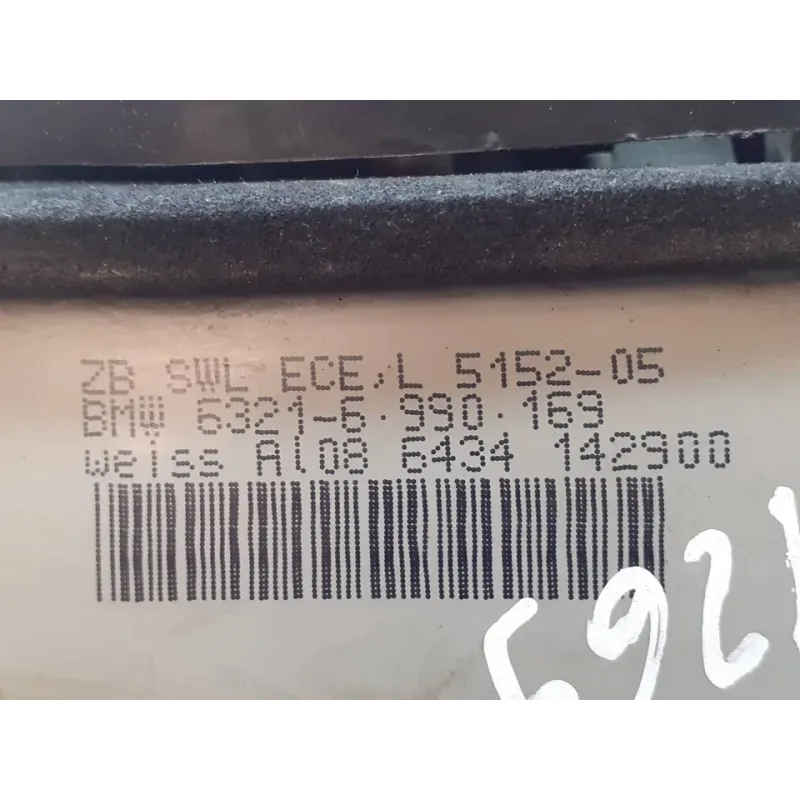 ZB SWL ECE/L 5152-05
BMW 6321-6.990.169
weiss Al08 6434 142900